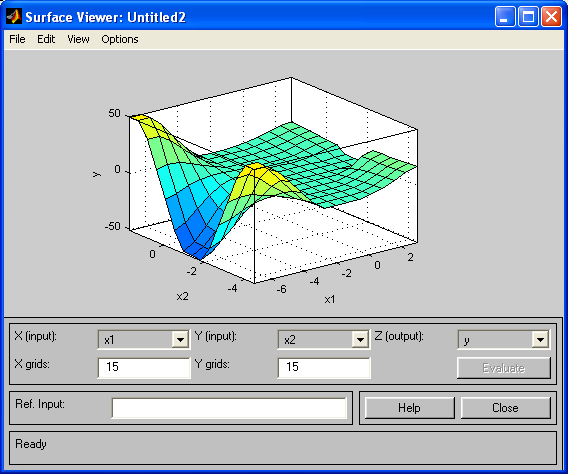 Surface Viewer: Untitled2
File Edit View Options
50
0
-50
y
0
-2
-4
x2
-6
-4
-2
0
2
x1
X (input): x1 Y (input): x2 Z (output): y
X grids: 15 Y grids: 15 Evaluate
Ref. Input: Help Close
Ready